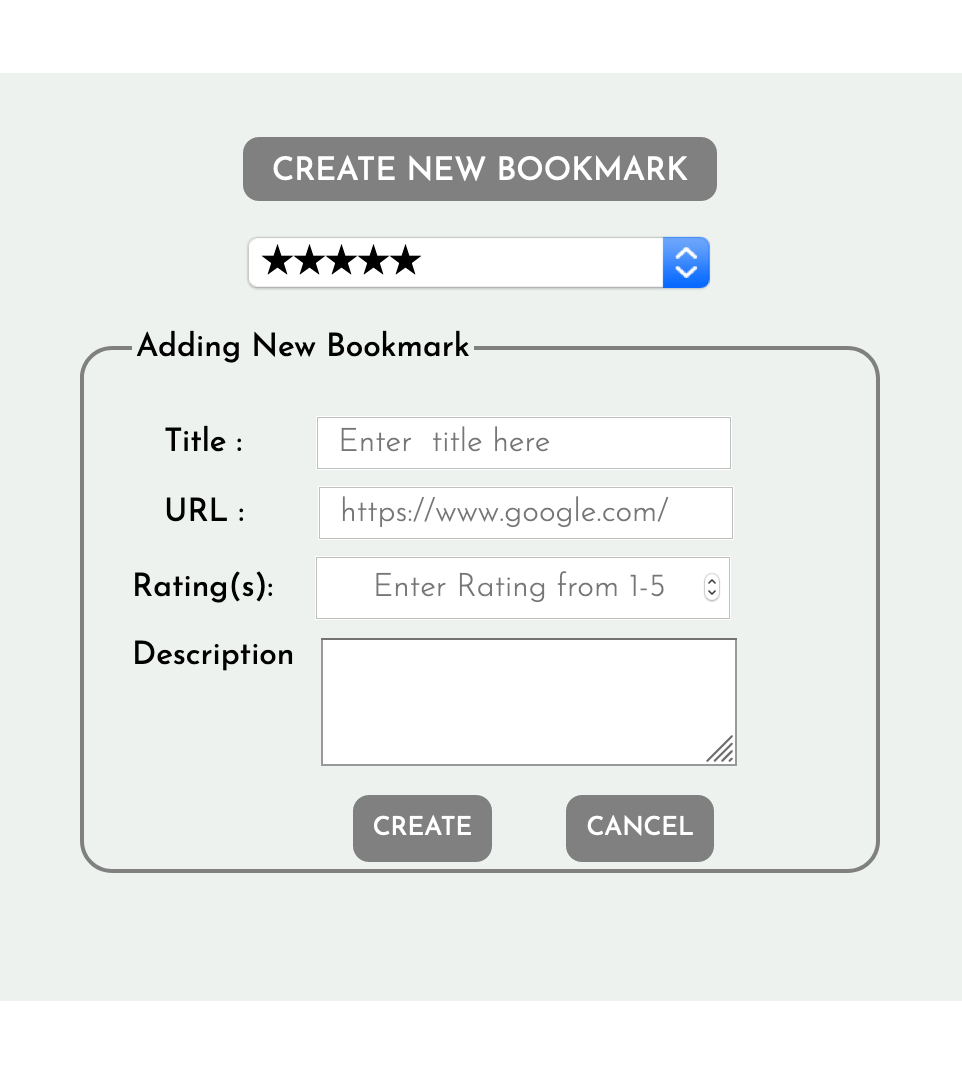 CREATE NEW BOOKMARK
★★★★★
Adding New Bookmark
Title : Enter  title here
URL : https://www.google.com/
Rating(s): Enter Rating from 1-5
Description
CREATE CANCEL